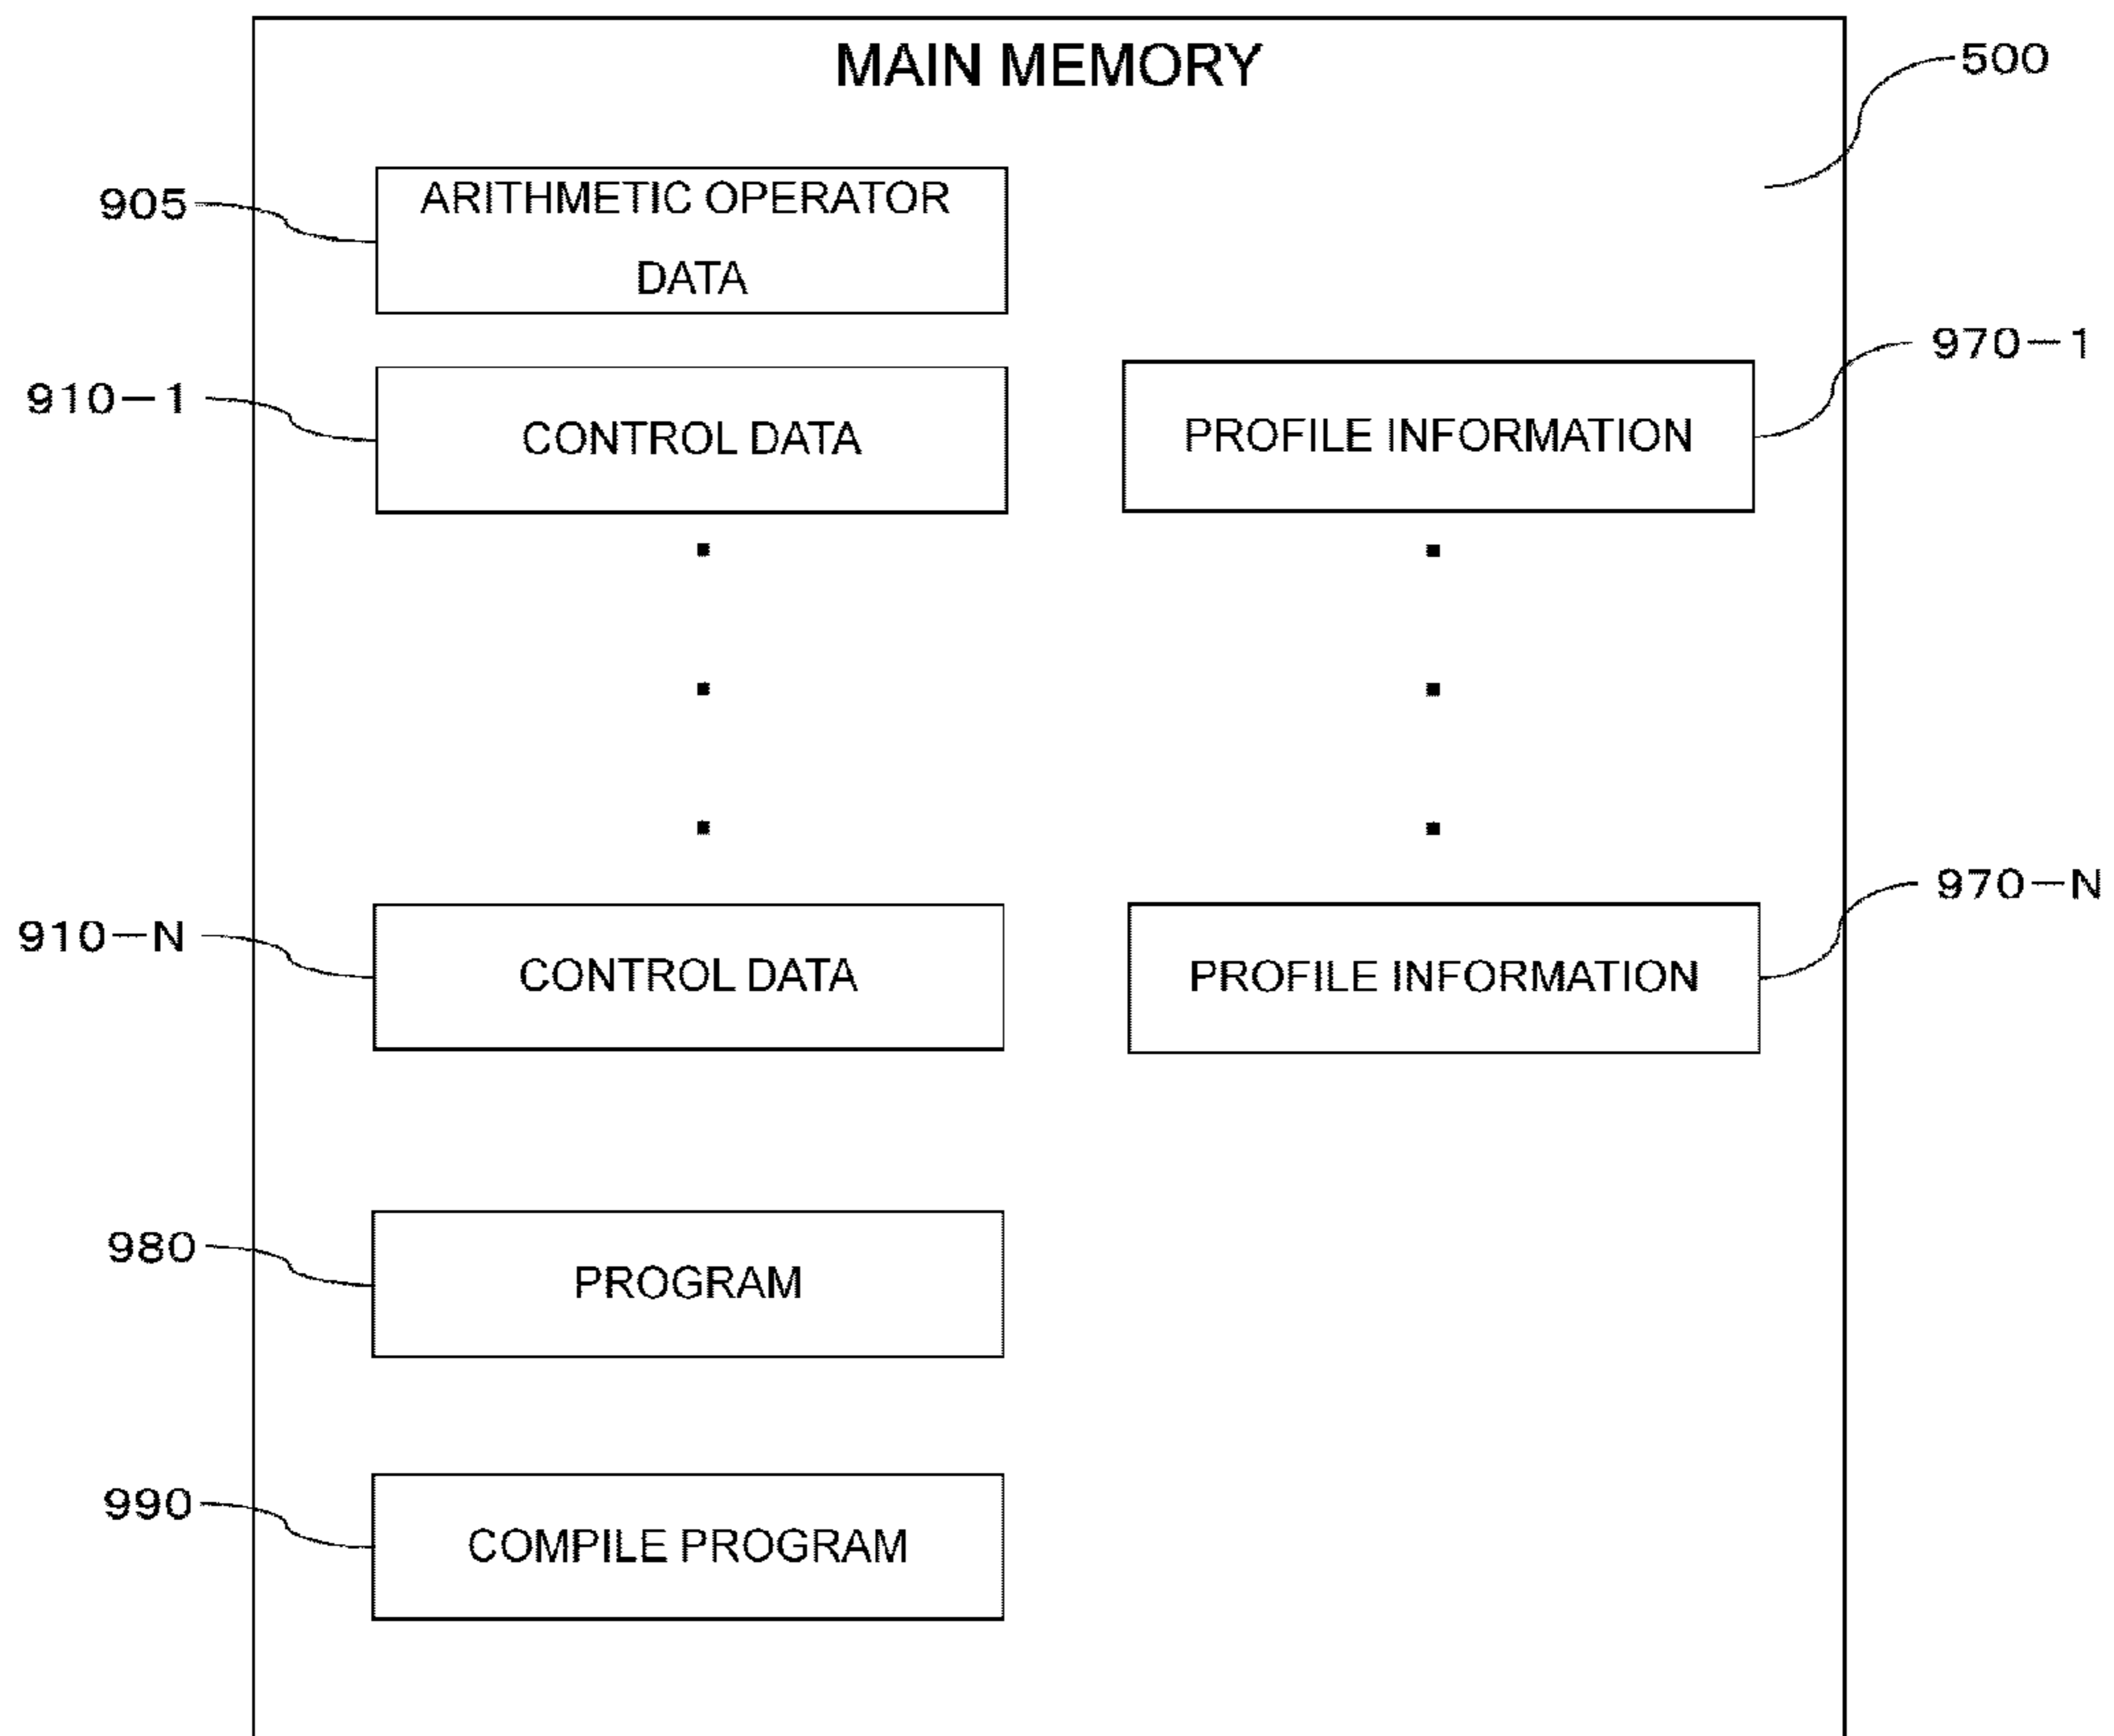 MAIN MEMORY
500
905
ARITHMETIC OPERATOR
DATA
970-1
910-1
CONTROL DATA
PROFILE INFORMATION
910-N
CONTROL DATA
PROFILE INFORMATION
970-N
980
PROGRAM
990
COMPILE PROGRAM